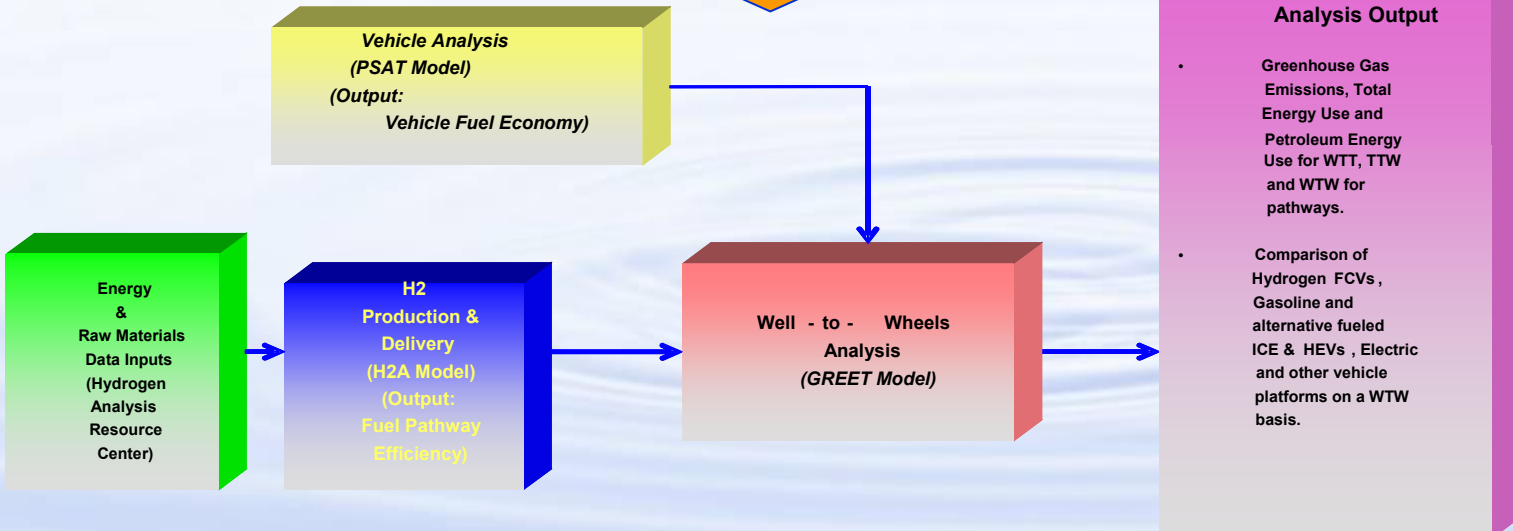 Vehicle Analysis
(PSAT Model)
(Output:
Vehicle Fuel Economy)
Energy
&
Raw Materials
Data Inputs
(Hydrogen
Analysis
Resource
Center)
H2
Production &
Delivery
(H2A Model)
(Output:
Fuel Pathway
Efficiency)
Well - to - Wheels
Analysis
(GREET Model)
Analysis Output
• Greenhouse Gas
Emissions, Total
Energy Use and
Petroleum Energy
Use for WTT, TTW
and WTW for
pathways.
• Comparison of
Hydrogen FCVs ,
Gasoline and
alternative fueled
ICE & HEVs , Electric
and other vehicle
platforms on a WTW
basis.